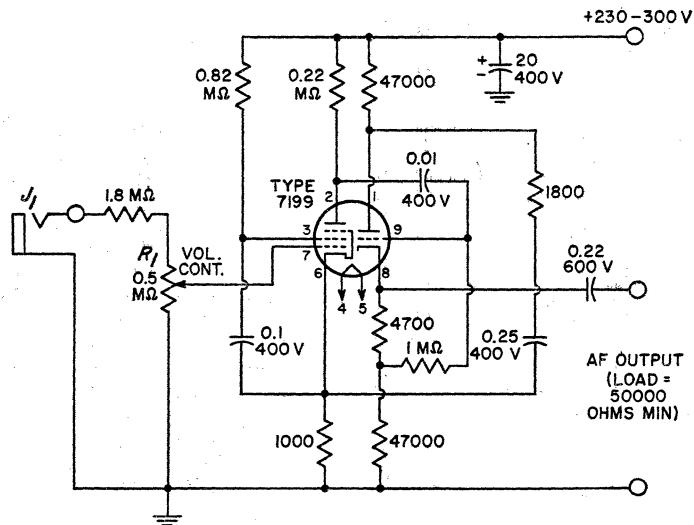 +230-300 V
0.82
MΩ
0.22
MΩ
47000
+
-
20
400 V
J1
1.8 MΩ
TYPE
7199
2
1
0.01
400 V
1800
R1
0.5
MΩ
VOL.
CONT.
3
7
6
9
8
4
5
0.22
600 V
0.1
400 V
4700
1 MΩ
0.25
400 V
AF OUTPUT
(LOAD =
50000
OHMS MIN)
1000
47000